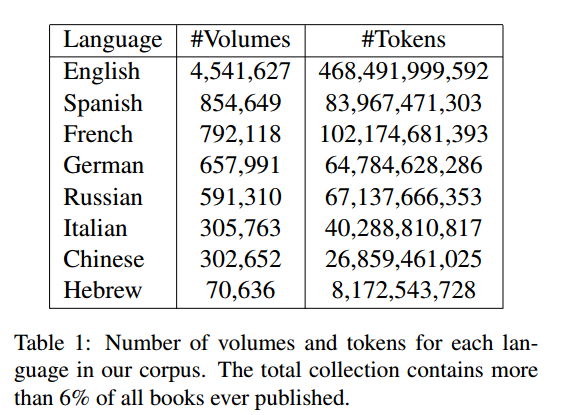 Language #Volumes #Tokens
English 4,541,627 468,491,999,592
Spanish 854,649 83,967,471,303
French 792,118 102,174,681,393
German 657,991 64,784,628,286
Russian 591,310 67,137,666,353
Italian 305,763 40,288,810,817
Chinese 302,652 26,859,461,025
Hebrew 70,636 8,172,543,728
Table 1: Number of volumes and tokens for each lan-
guage in our corpus. The total collection contains more
than 6% of all books ever published.